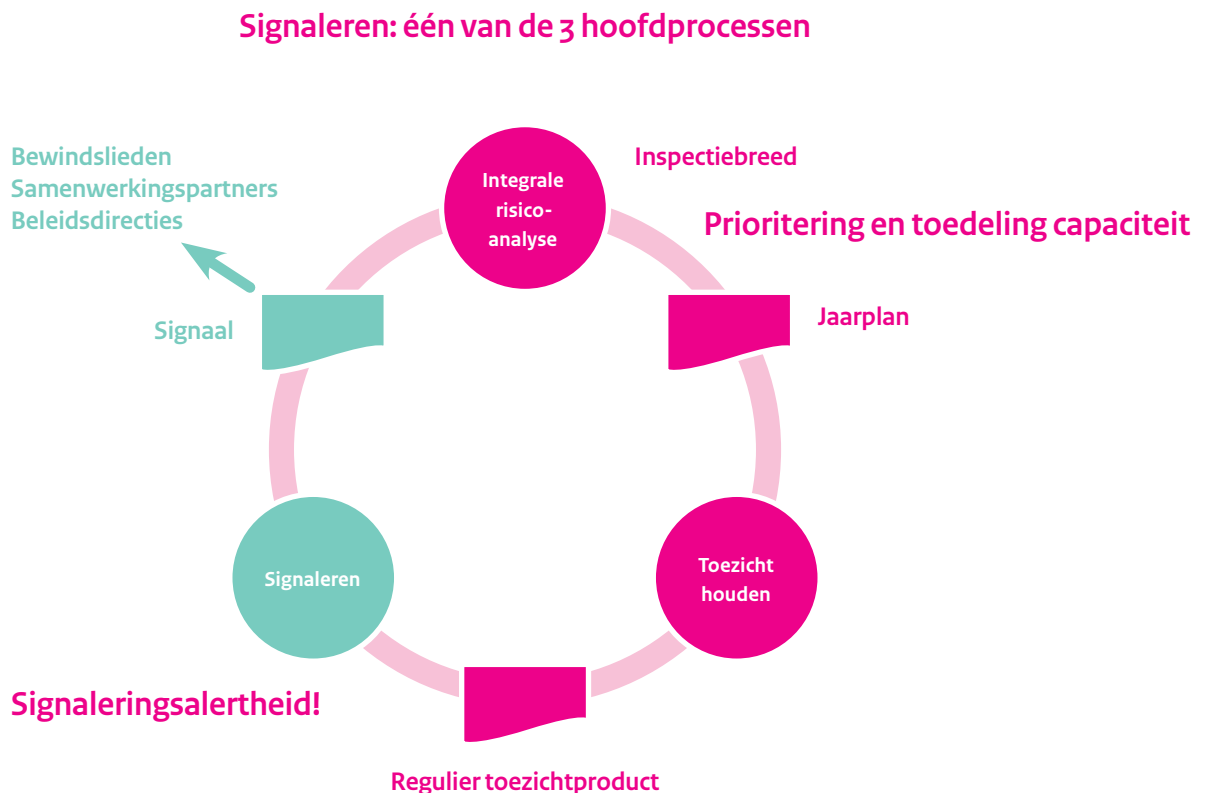 Signaleren: één van de 3 hoofdprocessen
Bewindslieden
Samenwerkingspartners
Beleidsdirecties
Integrale
risico-
analyse
Inspectiebreed
Prioritering en toedeling capaciteit
Signaal
Jaarplan
Signaleren
Toezicht
houden
Signaleringsalertheid!
Regulier toezichtproduct